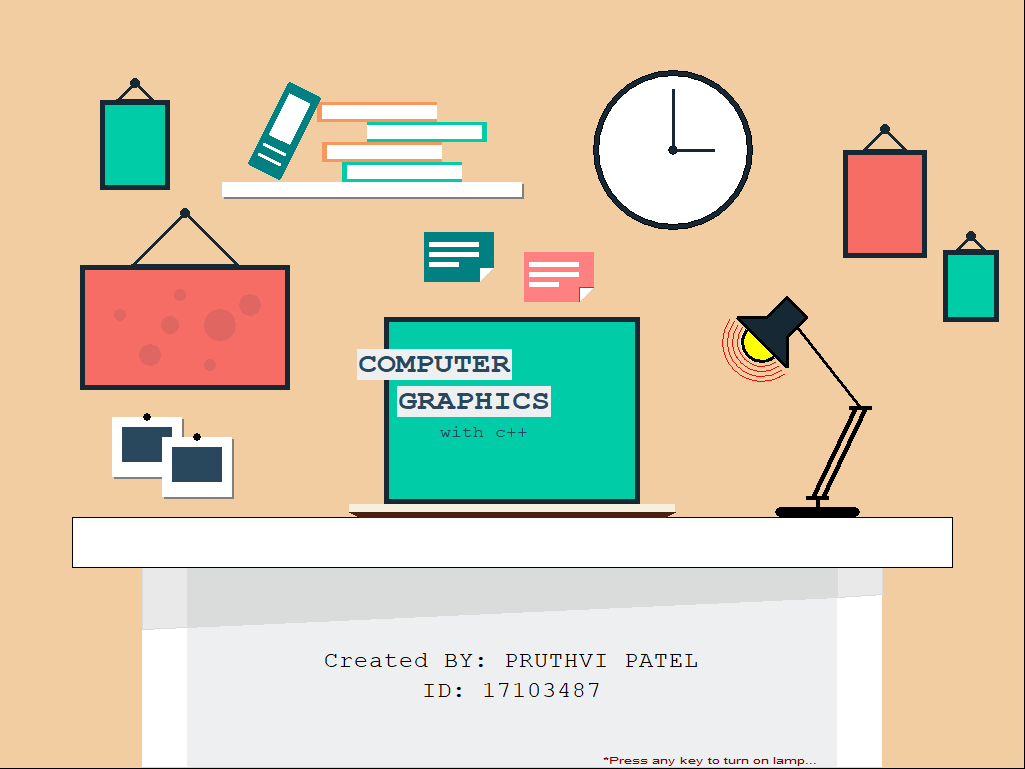 COMPUTER
GRAPHICS
with c++
Created BY: PRUTHVI PATEL
ID: 17103487
*Press any key to turn on lamp...